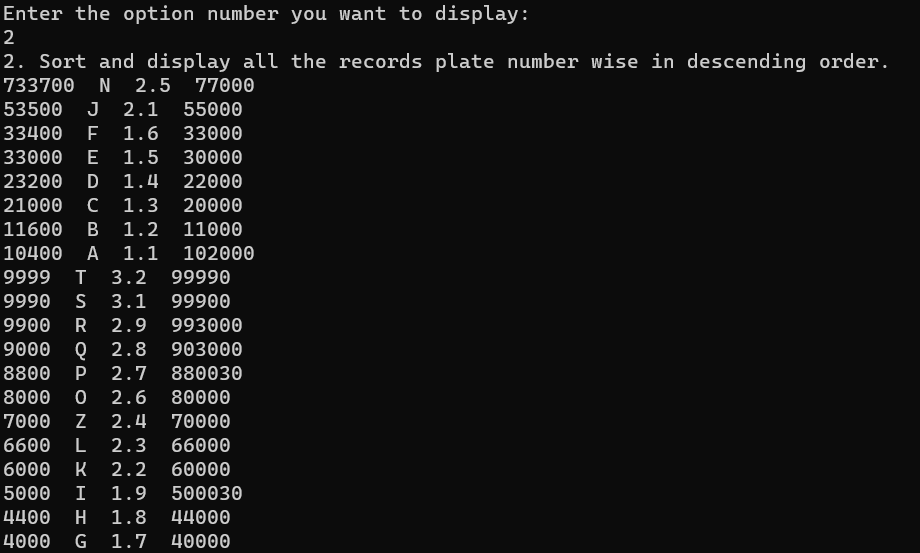 Enter the option number you want to display:
2
2. Sort and display all the records plate number wise in descending order.
733700  N  2.5  77000
53500  J  2.1  55000
33400  F  1.6  33000
33000  E  1.5  30000
23200  D  1.4  22000
21000  C  1.3  20000
11600  B  1.2  11000
10400  A  1.1  102000
9999  T  3.2  99990
9990  S  3.1  99900
9900  R  2.9  993000
9000  Q  2.8  903000
8800  P  2.7  880030
8000  O  2.6  80000
7000  Z  2.4  70000
6600  L  2.3  66000
6000  K  2.2  60000
5000  I  1.9  500030
4400  H  1.8  44000
4000  G  1.7  40000